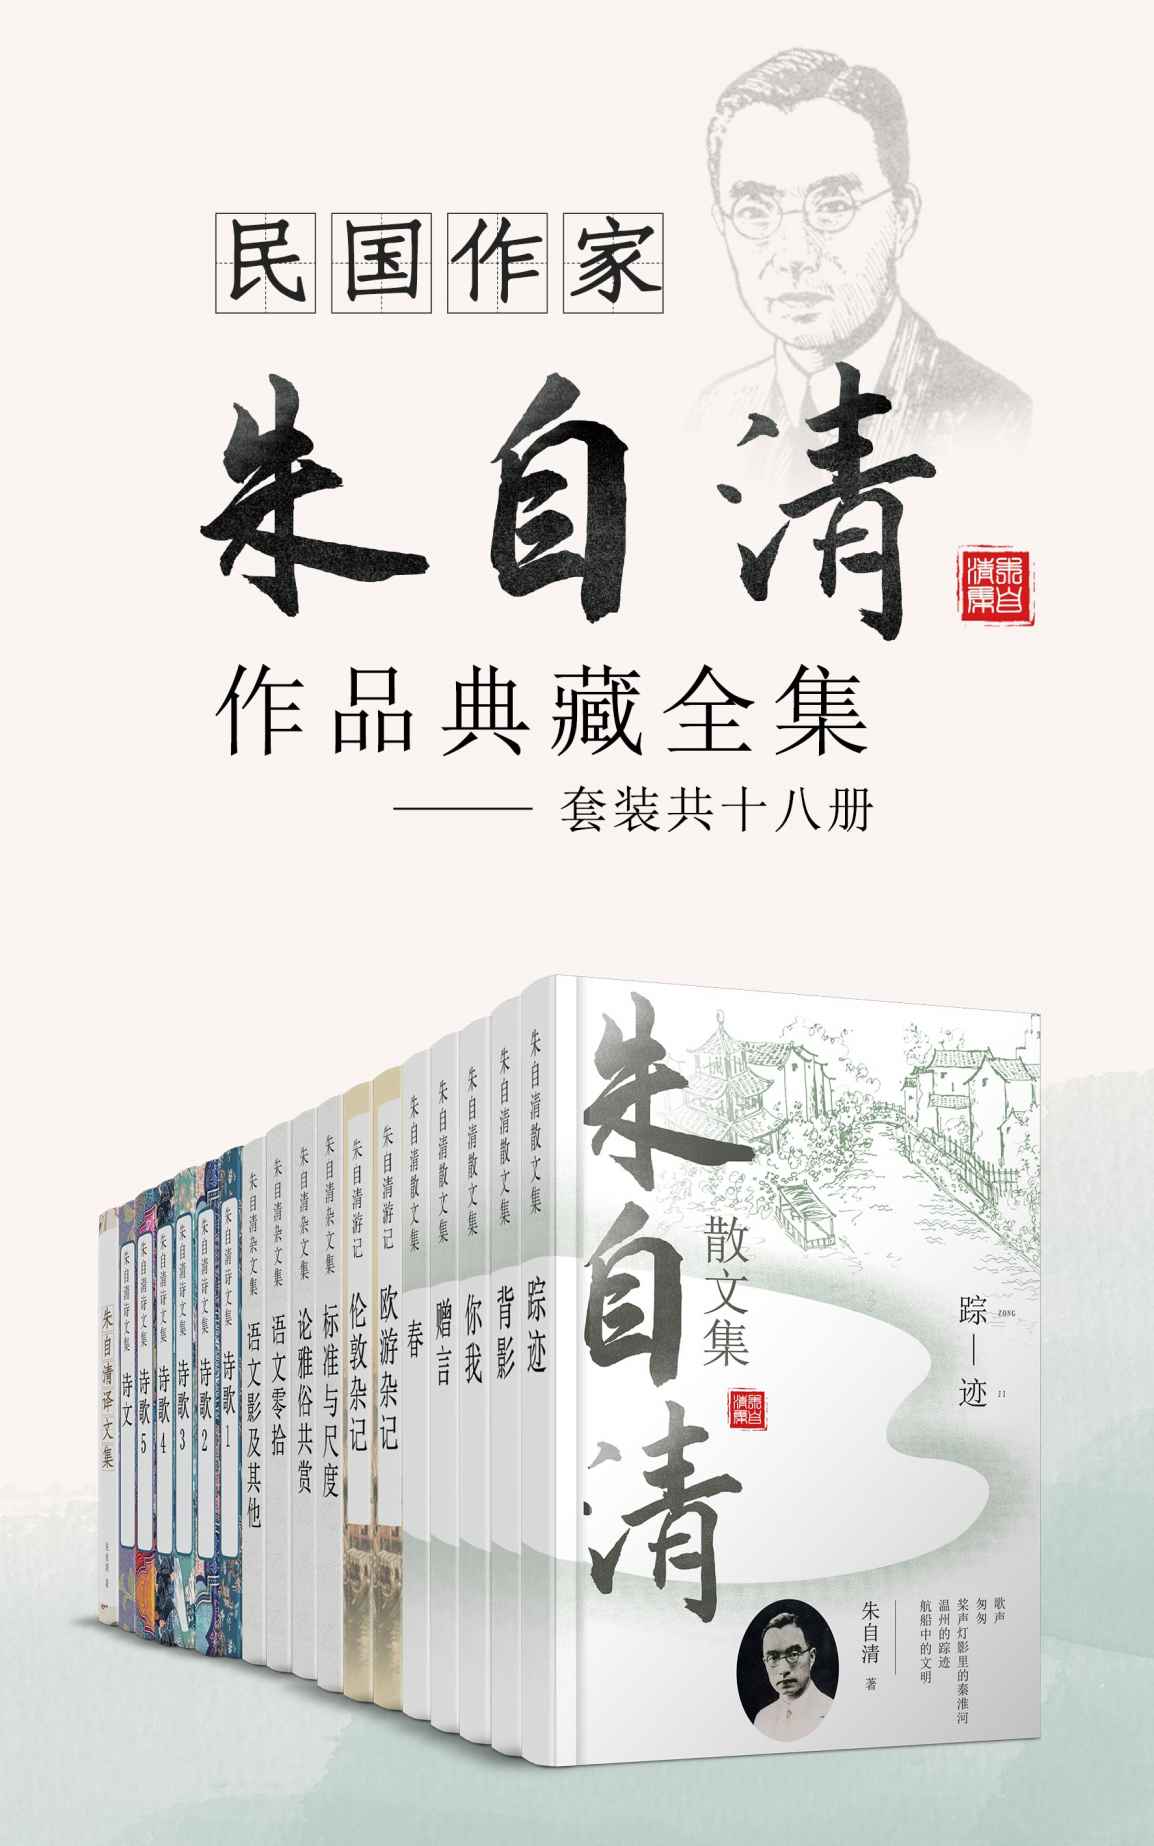 民国作家
朱自清
朱自清集
作品典藏全集
——套装共十八册
朱自清译文集
朱自清诗文集 诗文
朱自清诗文集 诗歌5
朱自清诗文集 诗歌4
朱自清诗文集 诗歌3
朱自清诗文集 诗歌2
朱自清诗文集 诗歌1
朱自清杂文集 语文影及其他
朱自清杂文集 语文零拾
朱自清杂文集 论雅俗共赏
朱自清杂文集 标准与尺度
朱自清游记 伦敦杂记
朱自清游记 欧游杂记
朱自清散文集 春
朱自清散文集 赠言
朱自清散文集 你我
朱自清散文集 背影
朱自清散文集 踪迹
朱自清
散文集
朱自清集
踪—迹
ZONG
JI
歌声
匆匆
桨声灯影里的秦淮河
温州的踪迹
航船中的文明
朱自清 著